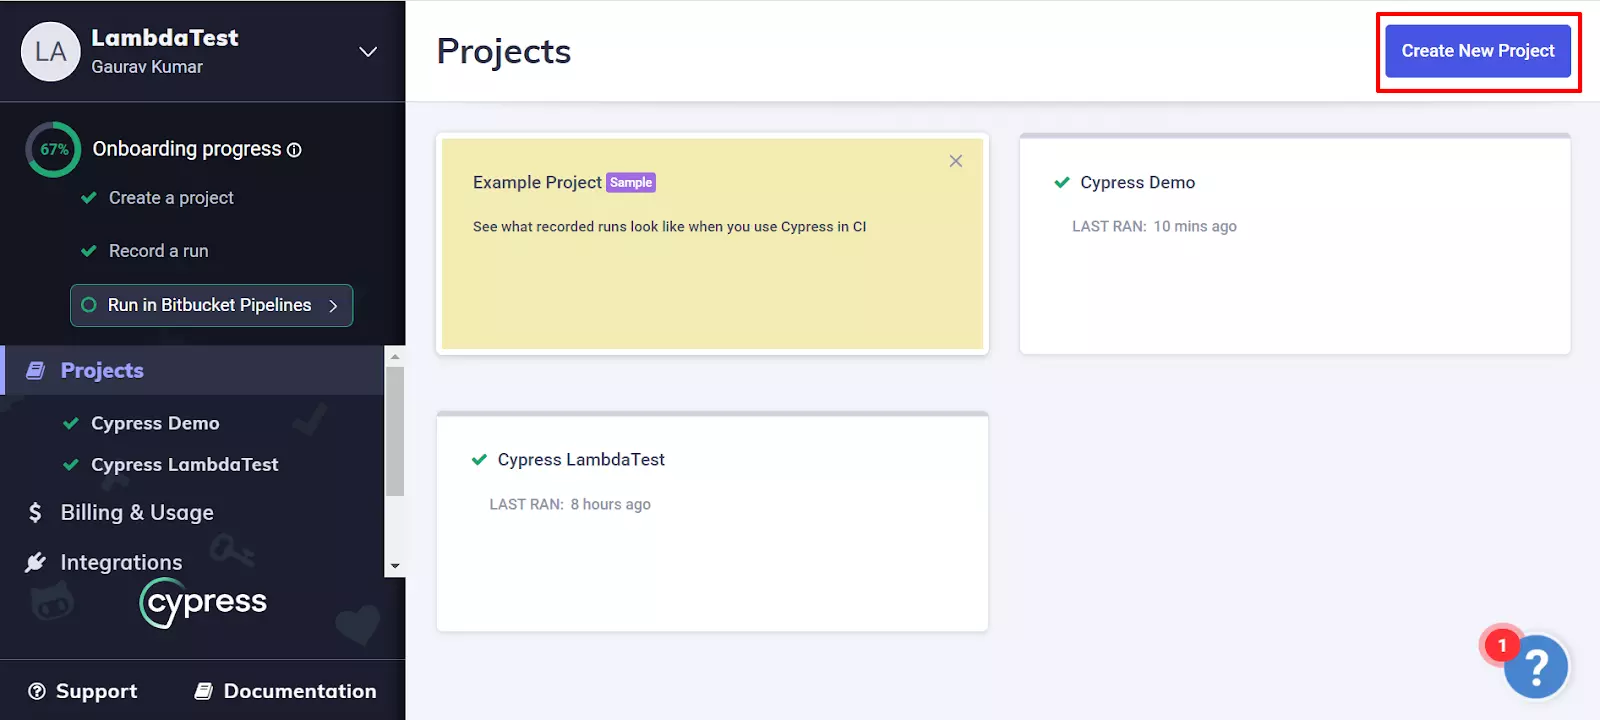 LA
LambdaTest
Gaurav Kumar
67%
Onboarding progress
Create a project
Record a run
Run in Bitbucket Pipelines
Projects
Cypress Demo
Cypress LambdaTest
$ Billing & Usage
Integrations
cypress
? Support
Documentation
Projects
Create New Project
Example Project Sample
See what recorded runs look like when you use Cypress in CI
Cypress Demo
LAST RAN: 10 mins ago
Cypress LambdaTest
LAST RAN: 8 hours ago
1
?